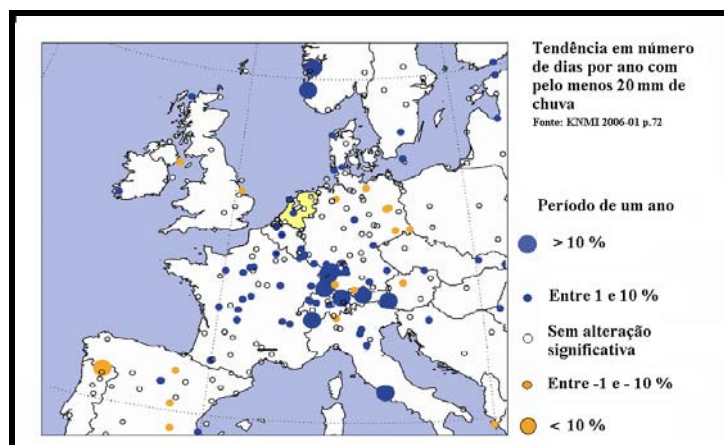 Tendência em número
de dias por ano com
pelo menos 20 mm de
chuva
Fonte: KNMI 2006-01 p.72
Período de um ano
> 10 %
Entre 1 e 10 %
Sem alteração
significativa
Entre -1 e - 10 %
< 10 %